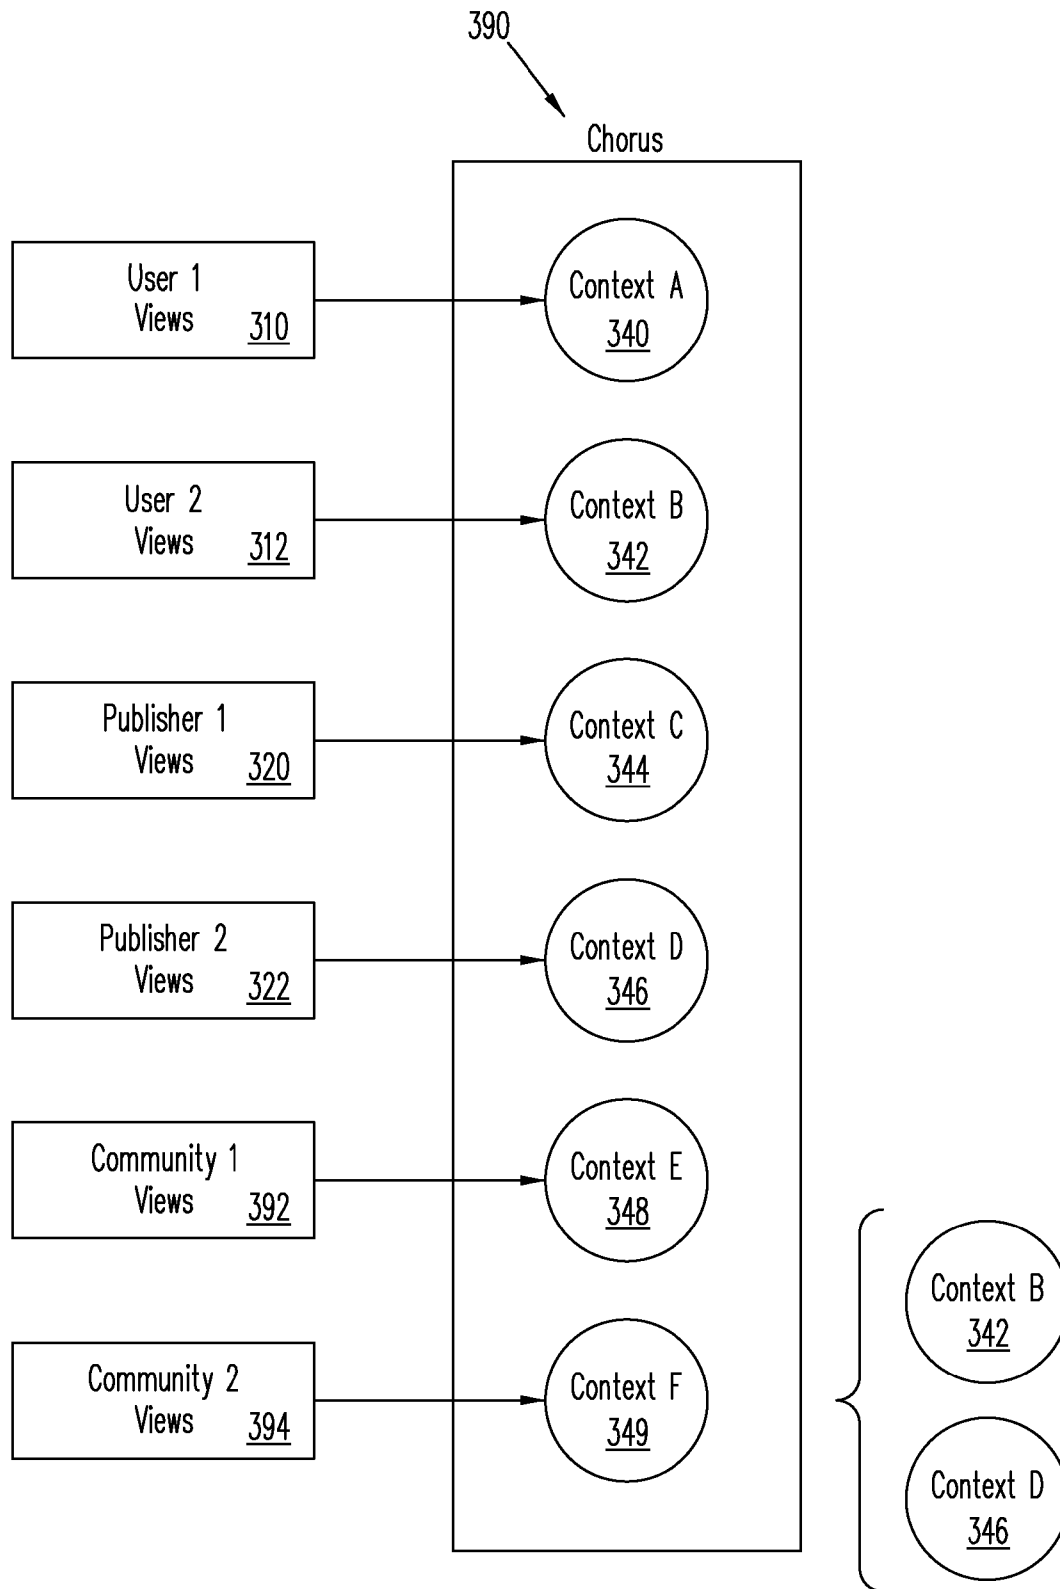 390
Chorus
User 1
Views 310
Context A
340
User 2
Views 312
Context B
342
Publisher 1
Views 320
Context C
344
Publisher 2
Views 322
Context D
346
Community 1
Views 392
Context E
348
Community 2
Views 394
Context F
349
Context B
342
Context D
346